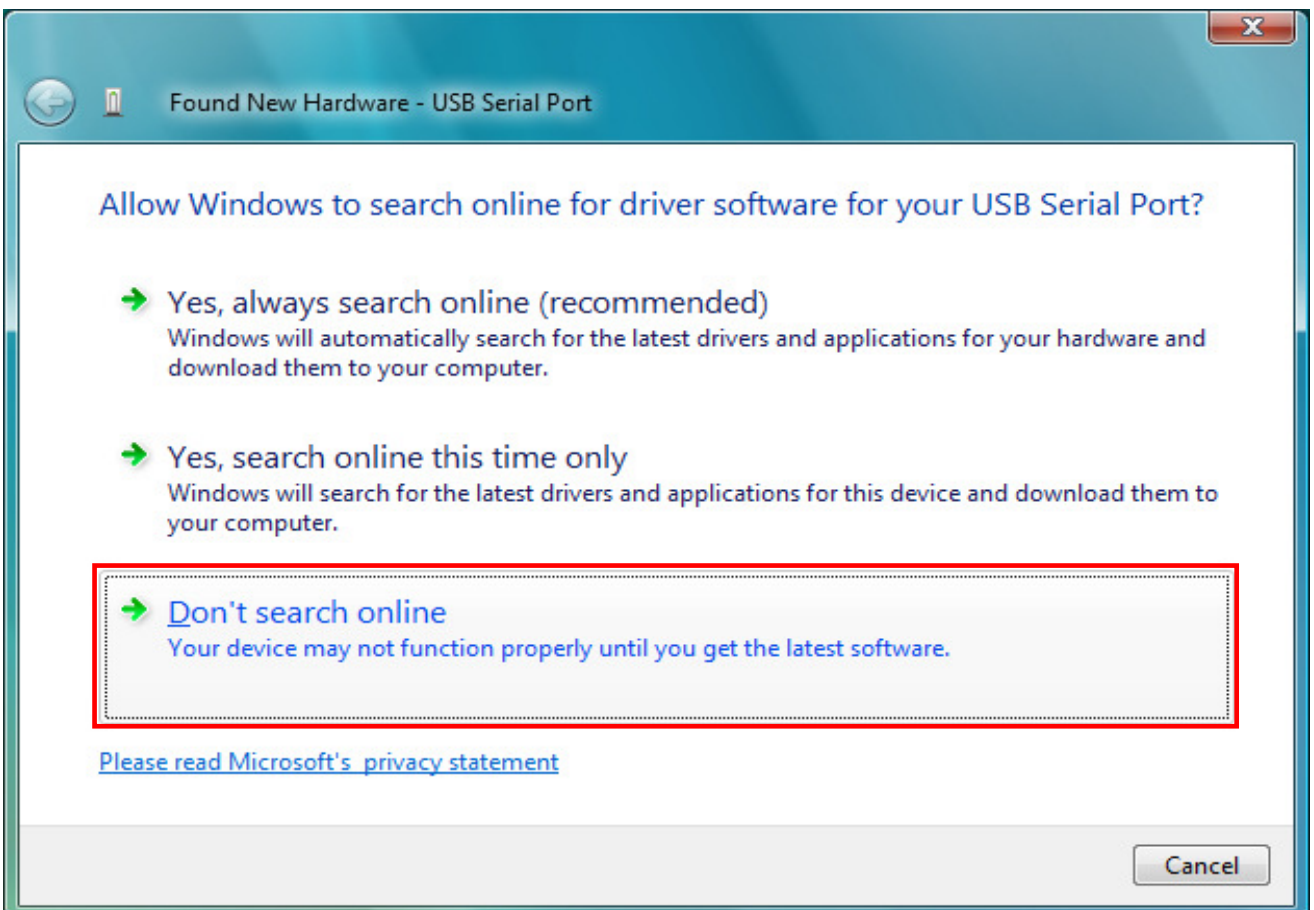 Found New Hardware - USB Serial Port
Allow Windows to search online for driver software for your USB Serial Port?
Yes, always search online (recommended)
Windows will automatically search for the latest drivers and applications for your hardware and
download them to your computer.
Yes, search online this time only
Windows will search for the latest drivers and applications for this device and download them to
your computer.
Don't search online
Your device may not function properly until you get the latest software.
Please read Microsoft's privacy statement
Cancel